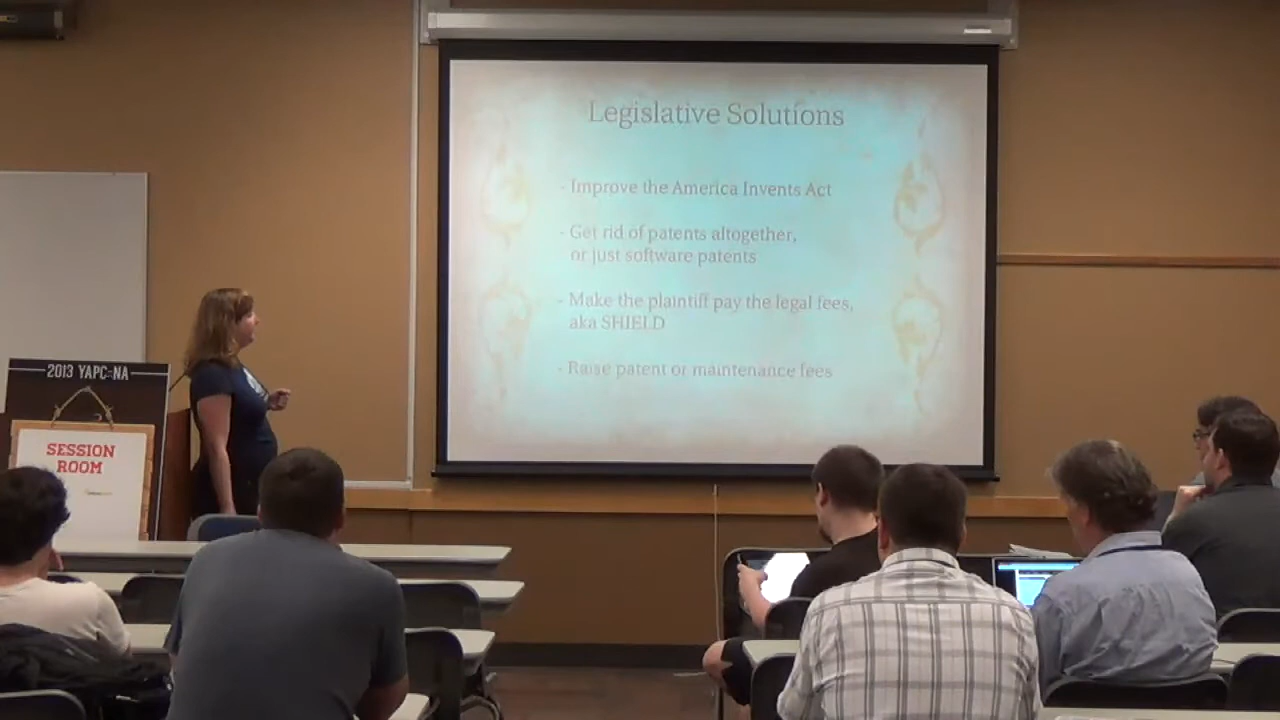 Legislative Solutions
- Improve the America Invents Act
- Get rid of patents altogether,
or just software patents
- Make the plaintiff pay the legal fees,
aka SHIELD
- Raise patent or maintenance fees
2013 YAPC::NA
SESSION
ROOM